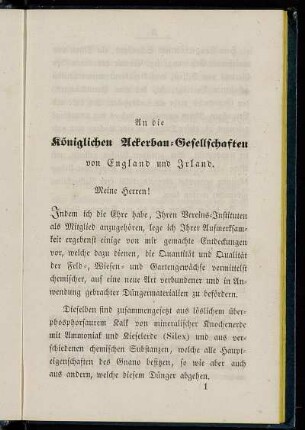 An die
Königlichen Ackerbau-Gesellschaften
von England und Irland.
Meine Herren!
Indem ich die Ehre habe, Ihren Vereins-Instituten
als Mitglied anzugehören, lege ich Ihrer Aufmerksam-
keit ergebenst einige von mir gemachte Entdeckungen
vor, welche dazu dienen, die Quantität und Qualität
der Feld-, Wiesen- und Gartengewächse vermittelst
chemischer, auf eine neue Art verbundener und in An-
wendung gebrachter Düngermaterialien zu befördern.
Dieselben sind zusammengesetzt aus löslichem über-
phosphorsaurem Kalk von mineralischer Knochenerde
mit Ammoniak und Kieselerde (Silex) und aus ver-
schiedenen chemischen Substanzen, welche alle Haupt-
eigenschaften des Guano besitzen, so wie aber auch
aus andern, welche diesem Dünger abgehen.
1